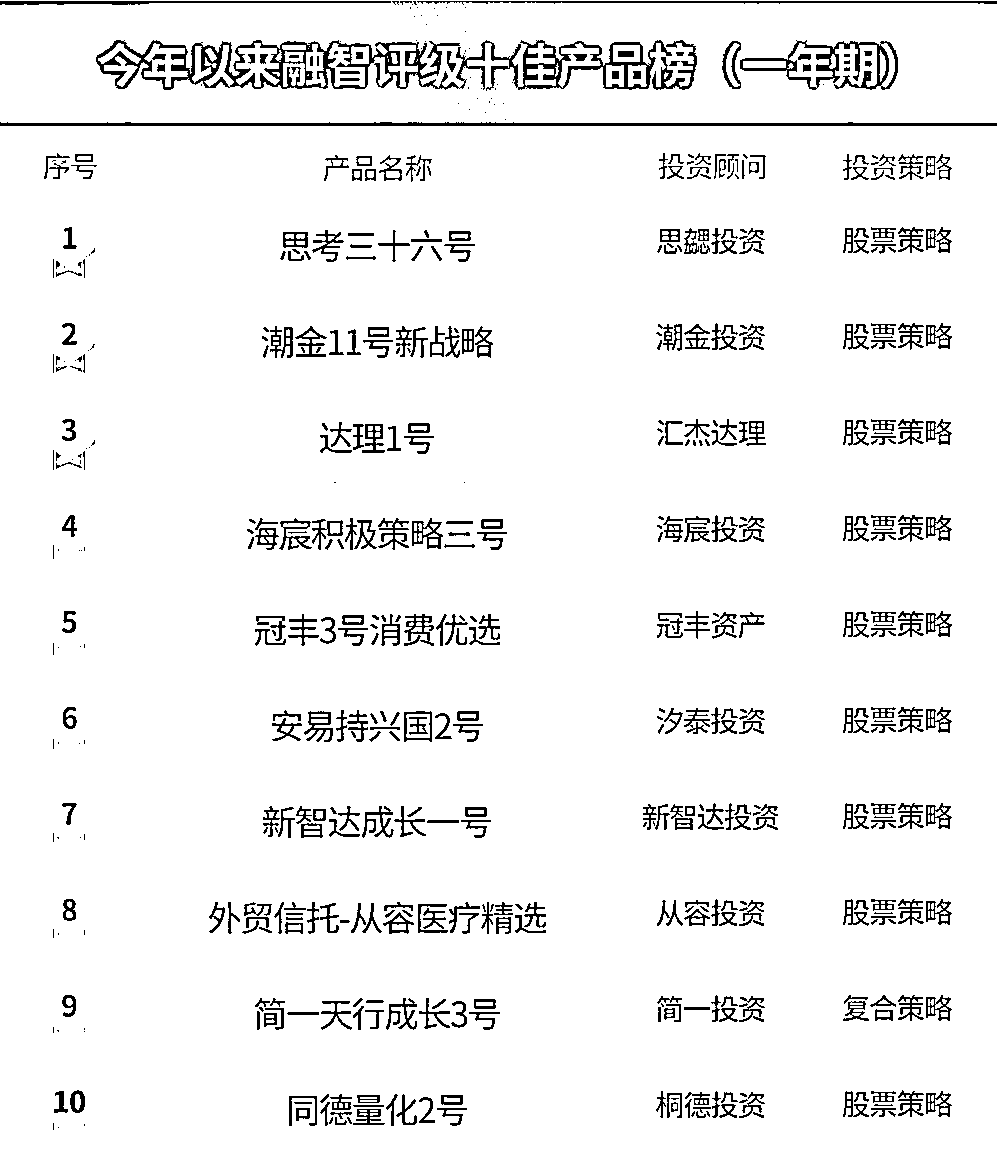 今年以来融智评级十佳产品榜（一年期）
序号 产品名称 投资顾问 投资策略
1 思考三十六号 思勰投资 股票策略
2 潮金11号新战略 潮金投资 股票策略
3 达理1号 汇杰达理 股票策略
4 海宸积极策略三号 海宸投资 股票策略
5 冠丰3号消费优选 冠丰资产 股票策略
6 安易持兴国2号 汐泰投资 股票策略
7 新智达成长一号 新智达投资 股票策略
8 外贸信托-从容医疗精选 从容投资 股票策略
9 简一天行成长3号 简一投资 复合策略
10 同德量化2号 桐德投资 股票策略